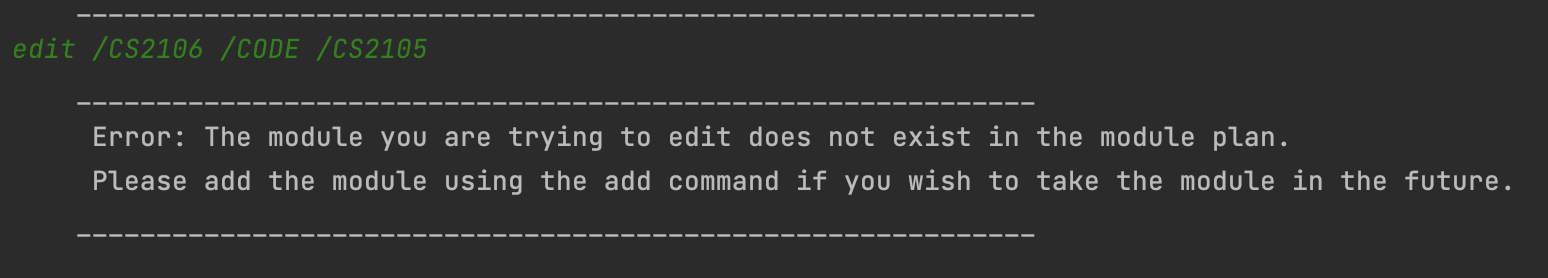 ____________________________________________________________
edit /CS2106 /CODE /CS2105
____________________________________________________________
Error: The module you are trying to edit does not exist in the module plan.
Please add the module using the add command if you wish to take the module in the future.
____________________________________________________________